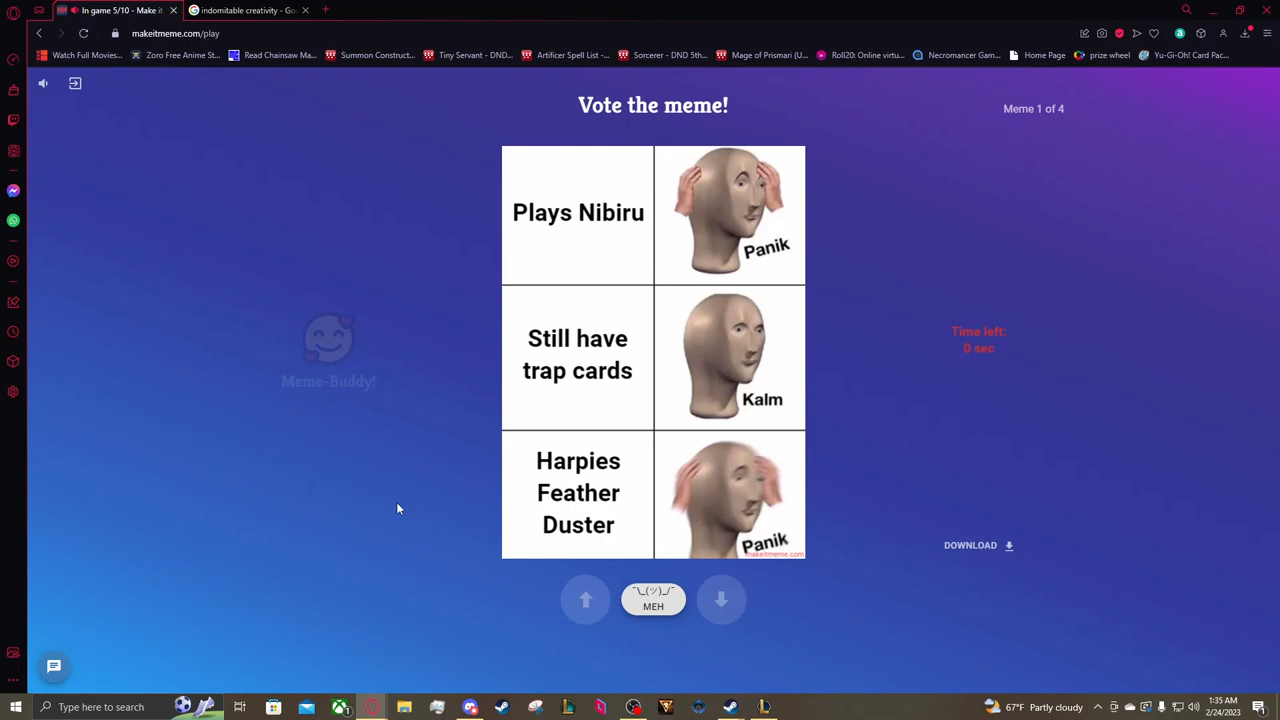 In game 5/10 - Make it
indomitable creativity - Go
makeitmeme.com/play
Watch Full Movies...
Zoro Free Anime St...
Read Chainsaw Ma...
Summon Construct...
Tiny Servant - DND...
Artificer Spell List -...
Sorcerer - DND 5th...
Mage of Prismari (U...
Roll20: Online virtu...
Necromancer Gam...
Home Page
prize wheel
Yu-Gi-Oh! Card Pac...
Vote the meme!
Meme 1 of 4
Plays Nibiru
Panik
Still have
trap cards
Kalm
Time left:
0 sec
Meme-Buddy!
Harpies
Feather
Duster
Panik
makeitmeme.com
DOWNLOAD
¯\_(ツ)_/¯
MEH
Type here to search
67°F Partly cloudy
1:35 AM
2/24/2023